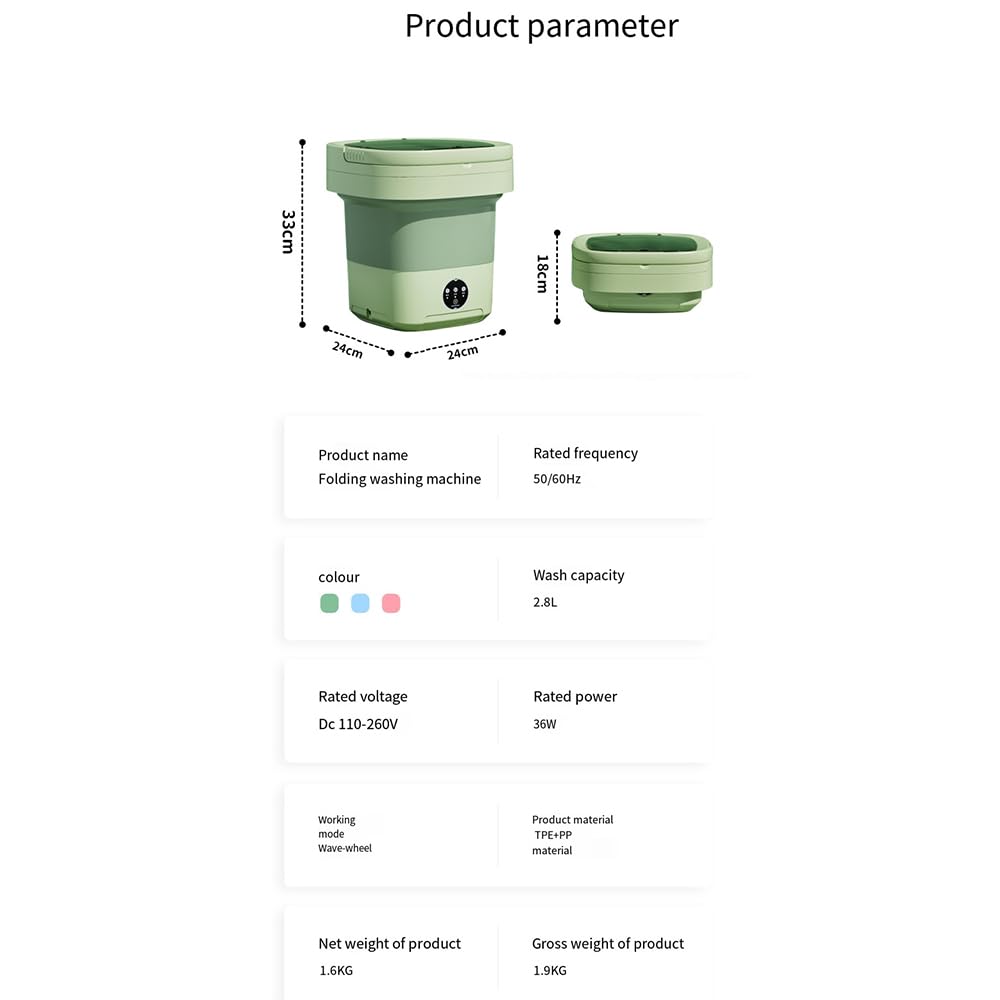 Product parameter
33cm
24cm
24cm
18cm
Product name
Folding washing machine
Rated frequency
50/60Hz
colour
Wash capacity
2.8L
Rated voltage
Dc 110-260V
Rated power
36W
Working
mode
Wave-wheel
Product material
TPE+PP
material
Net weight of product
1.6KG
Gross weight of product
1.9KG